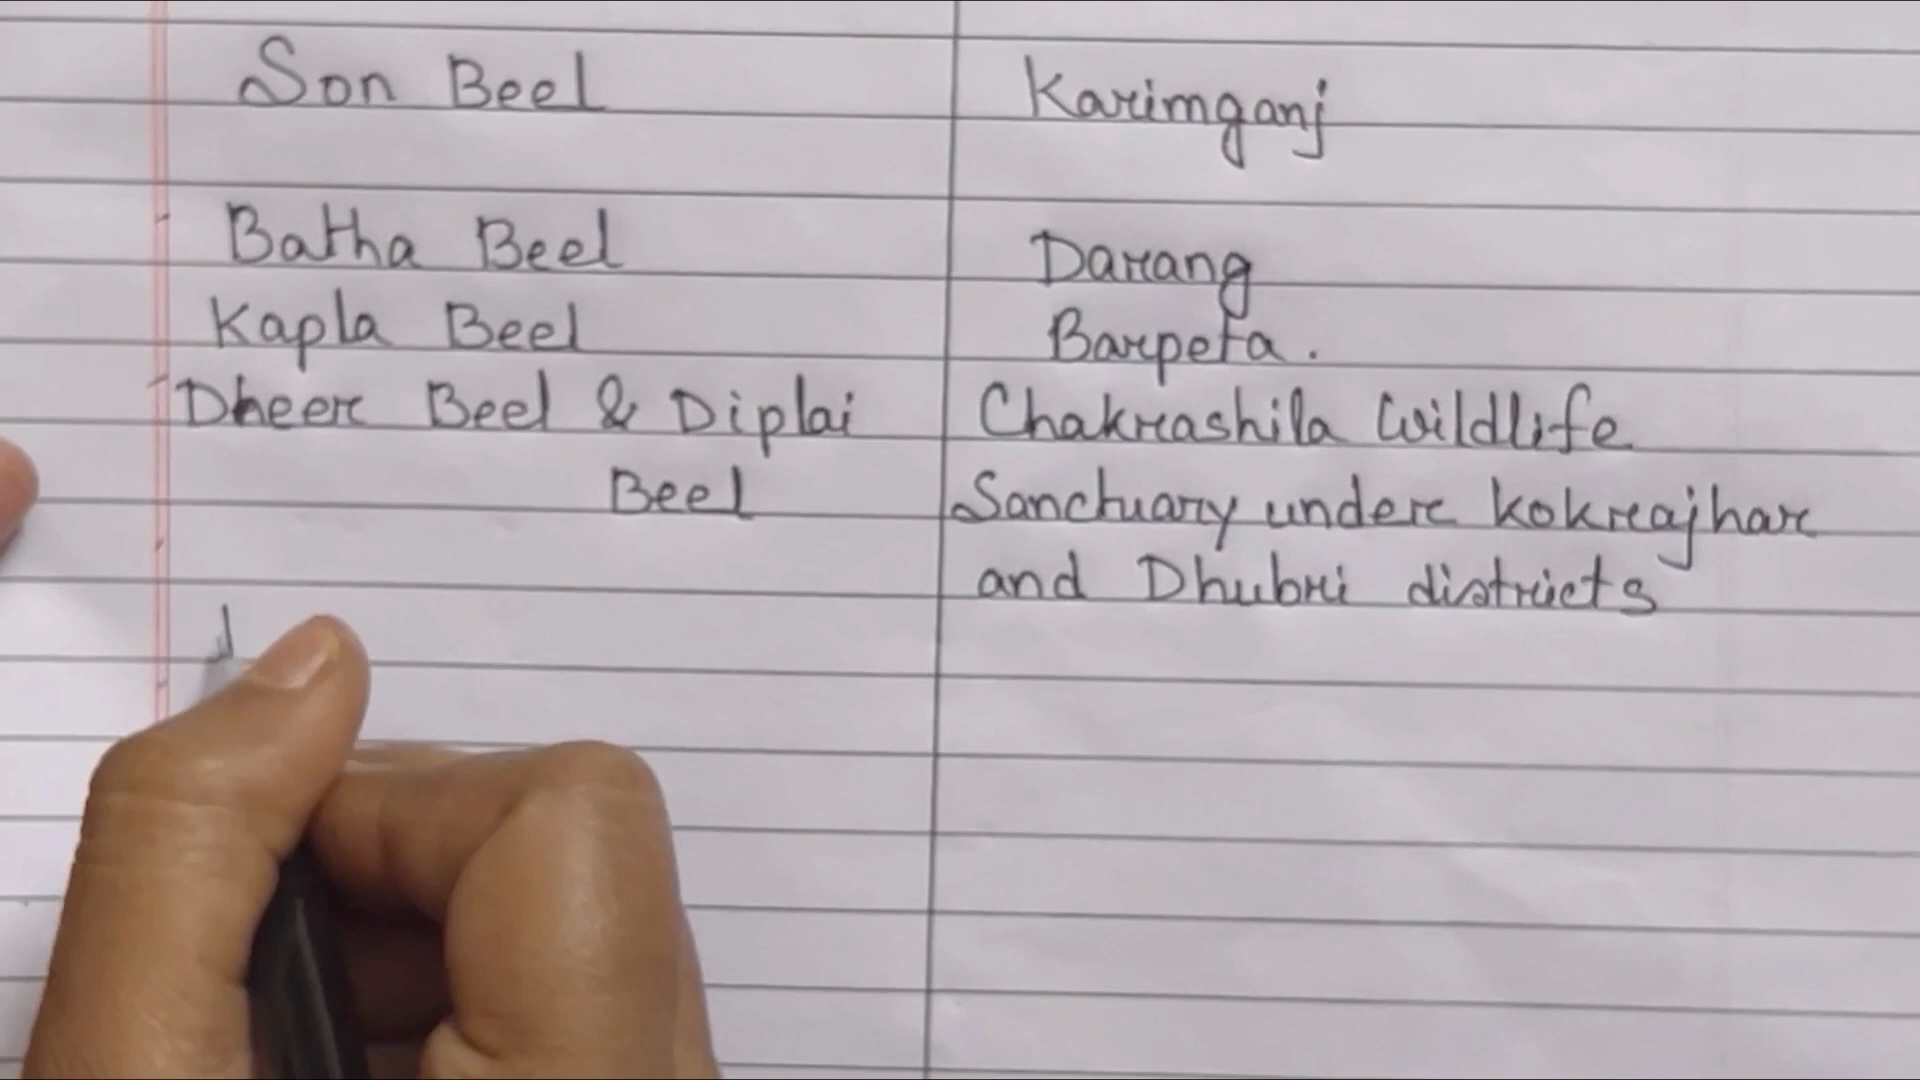 Son Beel Karimganj
Batha Beel Darang
Kapla Beel Barpeta.
Dheer Beel & Diplai Chakrashila Wildlife
Beel Sanctuary under Kokrajhar
and Dhubri districts